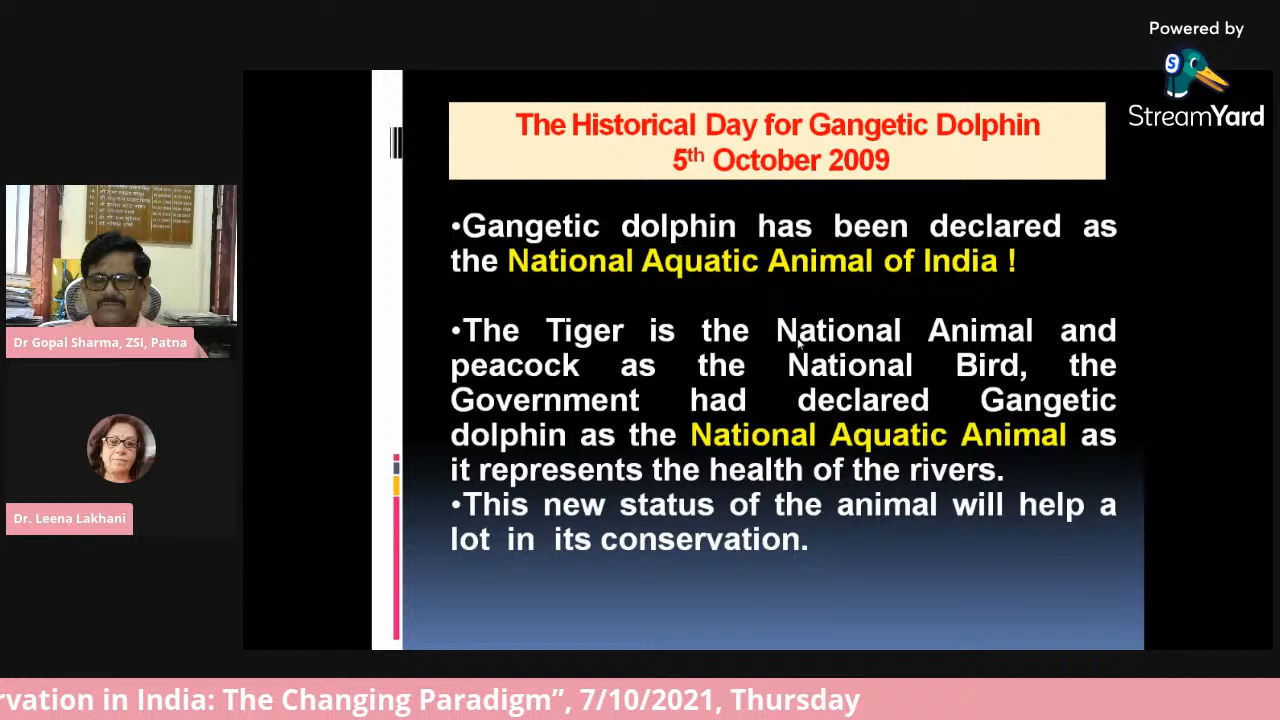 Powered by
S
StreamYard
The Historical Day for Gangetic Dolphin
5th October 2009
•Gangetic dolphin has been declared as
the National Aquatic Animal of India !
•The Tiger is the National Animal and
peacock as the National Bird, the
Government had declared Gangetic
dolphin as the National Aquatic Animal as
it represents the health of the rivers.
•This new status of the animal will help a
lot in its conservation.
Dr Gopal Sharma, ZSI, Patna
Dr. Leena Lakhani
rvation in India: The Changing Paradigm”, 7/10/2021, Thursday